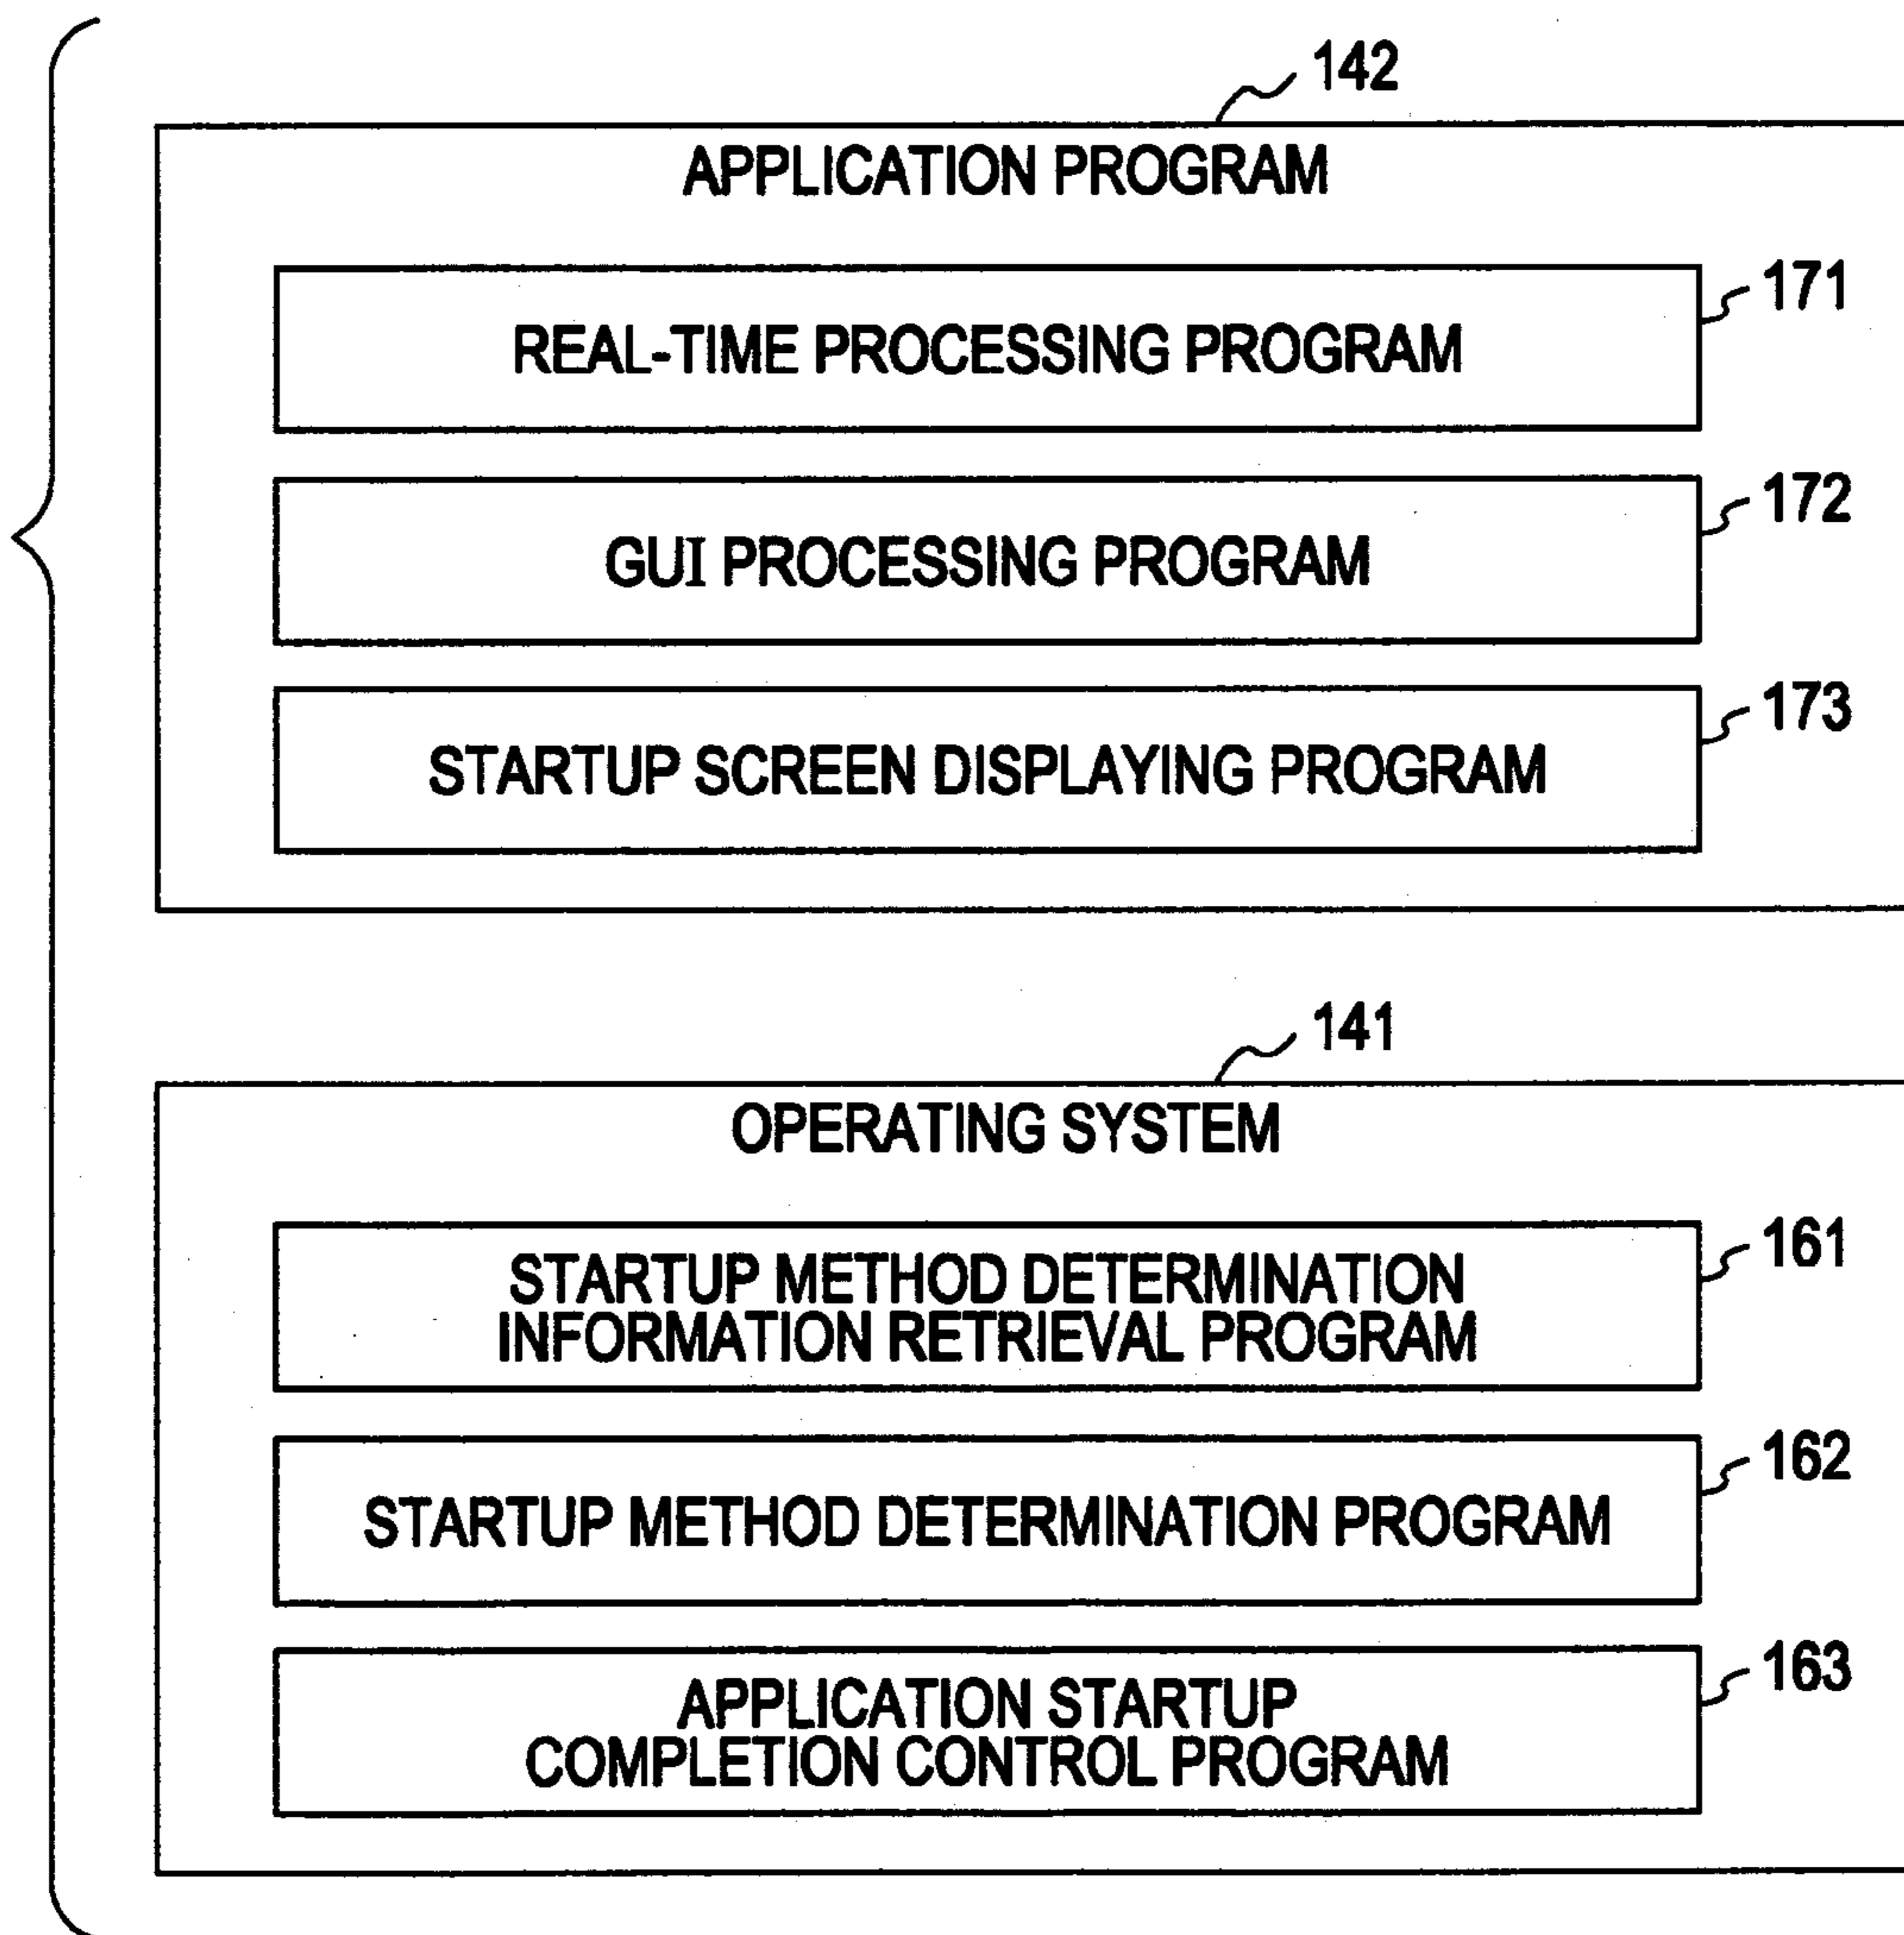 142
APPLICATION PROGRAM
171
REAL-TIME PROCESSING PROGRAM
172
GUI PROCESSING PROGRAM
173
STARTUP SCREEN DISPLAYING PROGRAM
141
OPERATING SYSTEM
161
STARTUP METHOD DETERMINATION
INFORMATION RETRIEVAL PROGRAM
162
STARTUP METHOD DETERMINATION PROGRAM
163
APPLICATION STARTUP
COMPLETION CONTROL PROGRAM